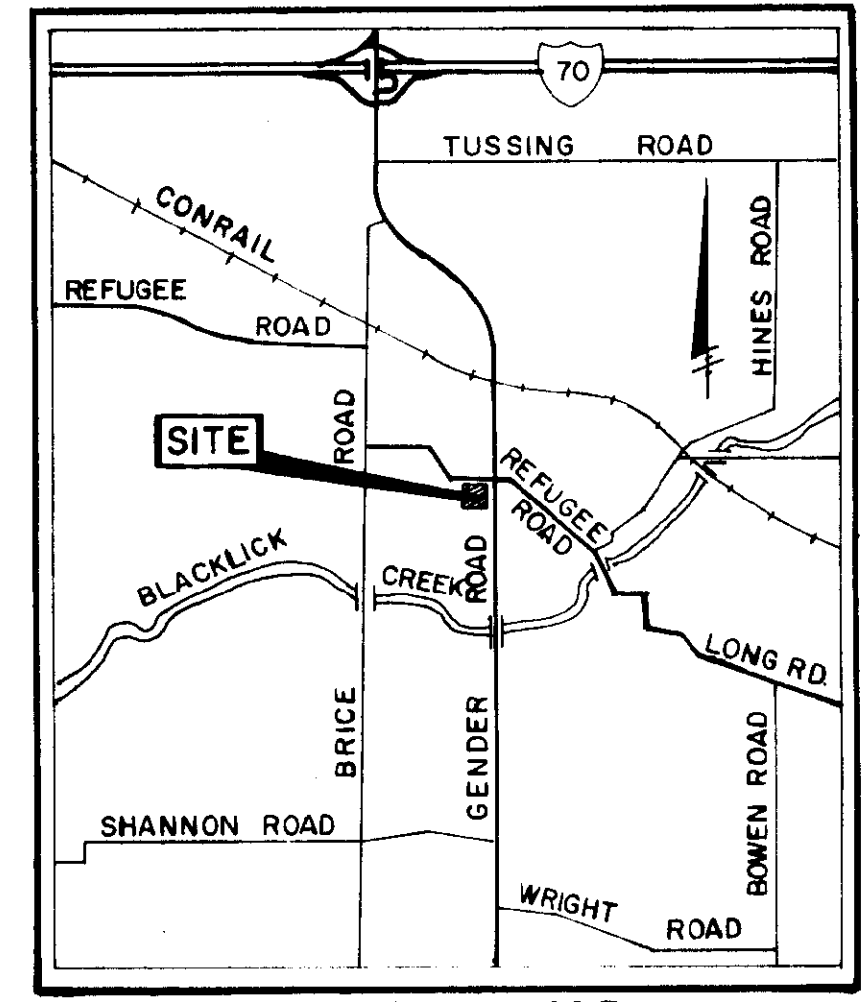 70
TUSSING ROAD
CONRAIL
HINES ROAD
REFUGEE
ROAD
SITE
ROAD
REFUGEE
ROAD
BLACKLICK
CREEK
ROAD
LONG RD.
BRICE
GENDER
BOWEN ROAD
SHANNON ROAD
WRIGHT
ROAD